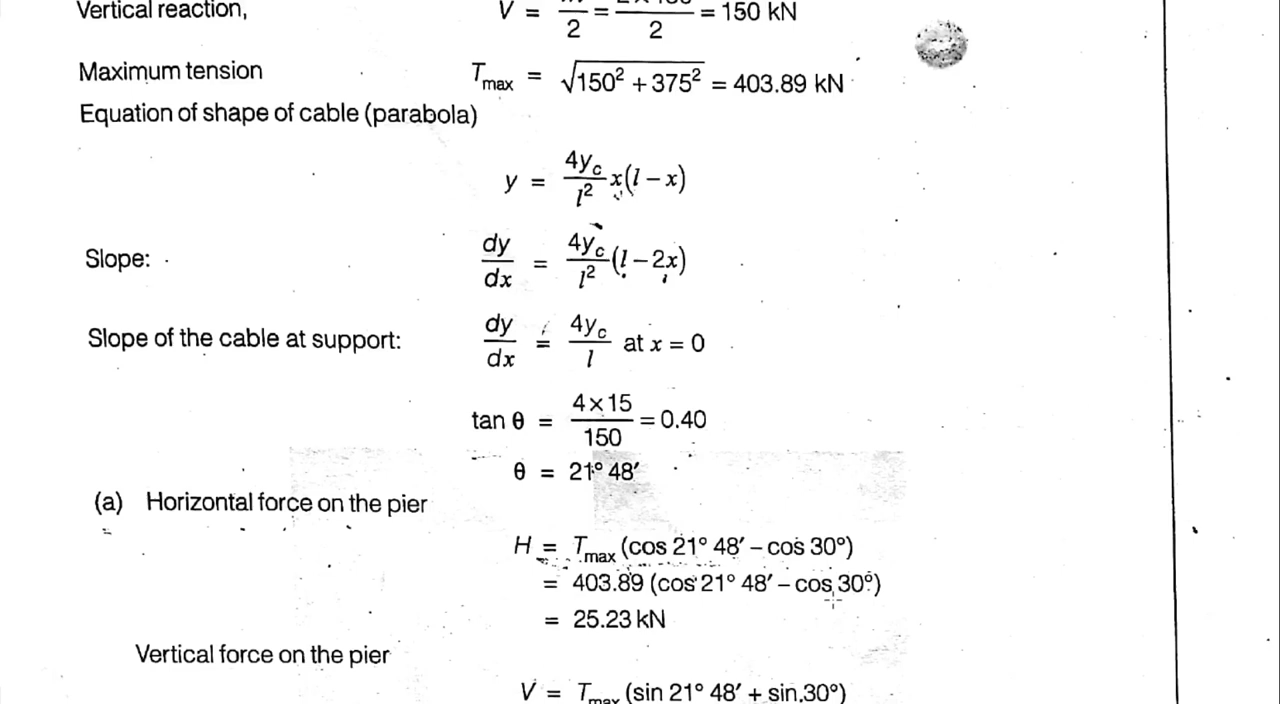 Vertical reaction, V = /2 = /2 = 150 kN
Maximum tension T_max = √(150² + 375²) = 403.89 kN
Equation of shape of cable (parabola)
y = 4y_c/l² x(l – x)
Slope: dy/dx = 4y_c/l² (l – 2x)
Slope of the cable at support: dy/dx = 4y_c/l at x = 0
tan θ = 4×15/150 = 0.40
θ = 21° 48′
(a) Horizontal force on the pier
H = T_max (cos 21° 48′ – cos 30°)
= 403.89 (cos 21° 48′ – cos 30°)
= 25.23 kN
Vertical force on the pier
V = T_max (sin 21° 48′ + sin 30°)